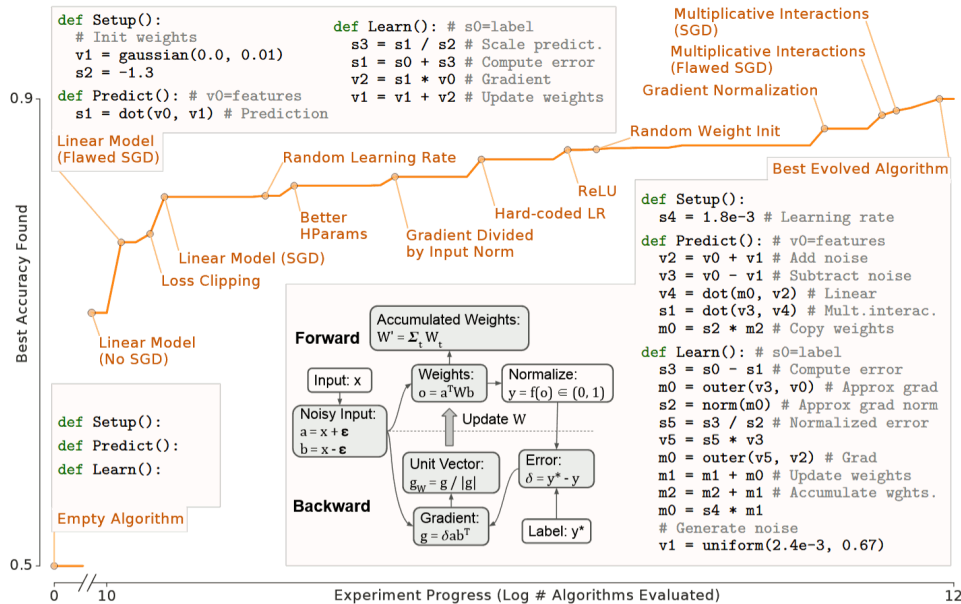 def Setup():
# Init weights
v1 = gaussian(0.0, 0.01)
s2 = -1.3
def Predict(): # v0=features
s1 = dot(v0, v1) # Prediction
def Learn(): # s0=label
s3 = s1 / s2 # Scale predict.
s1 = s0 + s3 # Compute error
v2 = s1 * v0 # Gradient
v1 = v1 + v2 # Update weights
Linear Model
(Flawed SGD)
Multiplicative Interactions
(SGD)
Multiplicative Interactions
(Flawed SGD)
Gradient Normalization
Random Weight Init
Random Learning Rate
Better
HParams
Linear Model (SGD)
Loss Clipping
Gradient Divided
by Input Norm
Hard-coded LR
ReLU
Best Evolved Algorithm
Linear Model
(No SGD)
def Setup():
s4 = 1.8e-3 # Learning rate
def Predict(): # v0=features
v2 = v0 + v1 # Add noise
v3 = v0 - v1 # Subtract noise
v4 = dot(m0, v2) # Linear
s1 = dot(v3, v4) # Mult.interac.
m0 = s2 * m2 # Copy weights
def Learn(): # s0=label
s3 = s0 - s1 # Compute error
m0 = outer(v3, v0) # Approx grad
s2 = norm(m0) # Approx grad norm
s5 = s3 / s2 # Normalized error
v5 = s5 * v3
m0 = outer(v5, v2) # Grad
m1 = m1 + m0 # Update weights
m2 = m2 + m1 # Accumulate wghts.
m0 = s4 * m1
# Generate noise
v1 = uniform(2.4e-3, 0.67)
Forward
Accumulated Weights:
W' = Σt Wt
Input: x
Weights:
o = aᵀWb
Normalize:
y = f(o) ∈ (0, 1)
Noisy Input:
a = x + ε
b = x - ε
Update W
Unit Vector:
gw = g / |g|
Error:
δ = y* - y
Backward
Gradient:
g = δabᵀ
Label: y*
def Setup():
def Predict():
def Learn():
Empty Algorithm
Best Accuracy Found
0.9
0.5
0
10
Experiment Progress (Log # Algorithms Evaluated)
12